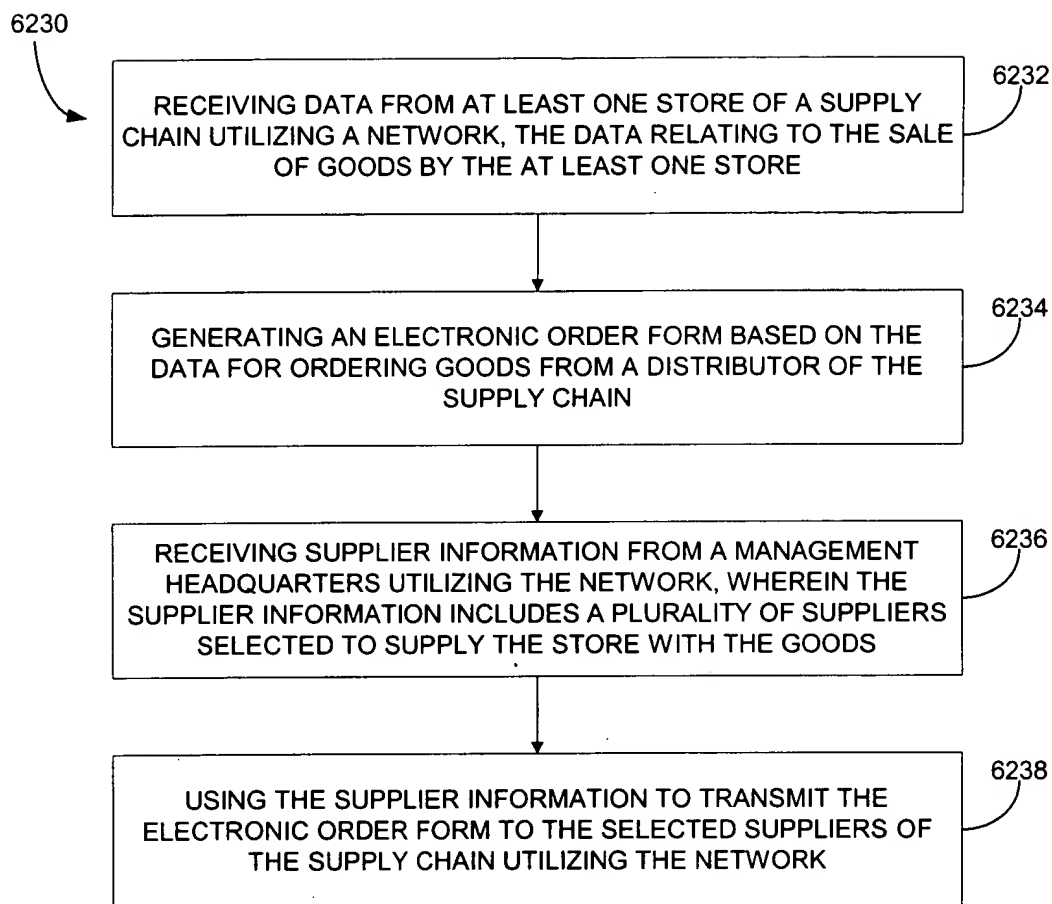 6230
6232
RECEIVING DATA FROM AT LEAST ONE STORE OF A SUPPLY
CHAIN UTILIZING A NETWORK, THE DATA RELATING TO THE SALE
OF GOODS BY THE AT LEAST ONE STORE
6234
GENERATING AN ELECTRONIC ORDER FORM BASED ON THE
DATA FOR ORDERING GOODS FROM A DISTRIBUTOR OF THE
SUPPLY CHAIN
6236
RECEIVING SUPPLIER INFORMATION FROM A MANAGEMENT
HEADQUARTERS UTILIZING THE NETWORK, WHEREIN THE
SUPPLIER INFORMATION INCLUDES A PLURALITY OF SUPPLIERS
SELECTED TO SUPPLY THE STORE WITH THE GOODS
6238
USING THE SUPPLIER INFORMATION TO TRANSMIT THE
ELECTRONIC ORDER FORM TO THE SELECTED SUPPLIERS OF
THE SUPPLY CHAIN UTILIZING THE NETWORK